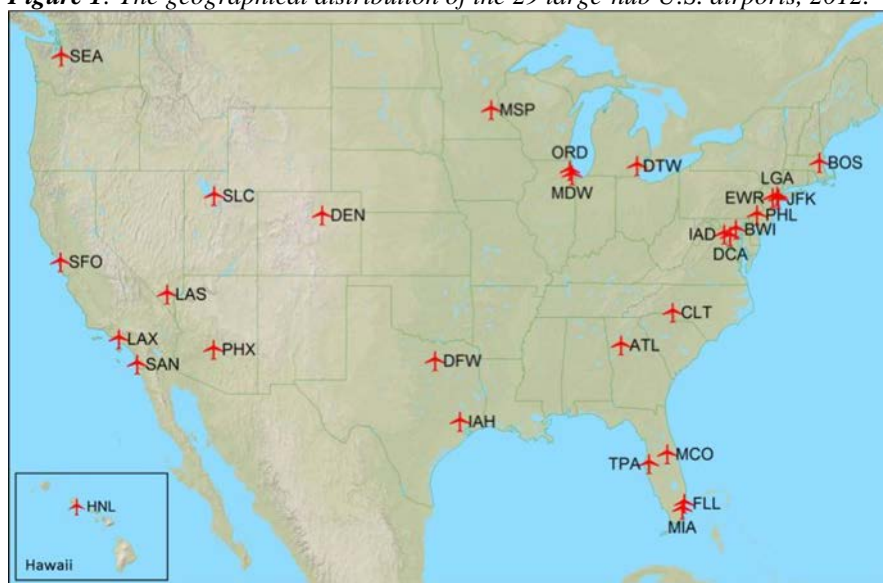 Figure 1: The geographical distribution of the 29 large-hub U.S. airports, 2012.
SEA
MSP
ORD
MDW
DTW
BOS
LGA
EWR
JFK
PHL
IAD
BWI
DCA
SLC
DEN
SFO
LAS
CLT
LAX
PHX
ATL
SAN
DFW
IAH
TPA
MCO
FLL
MIA
HNL
Hawaii